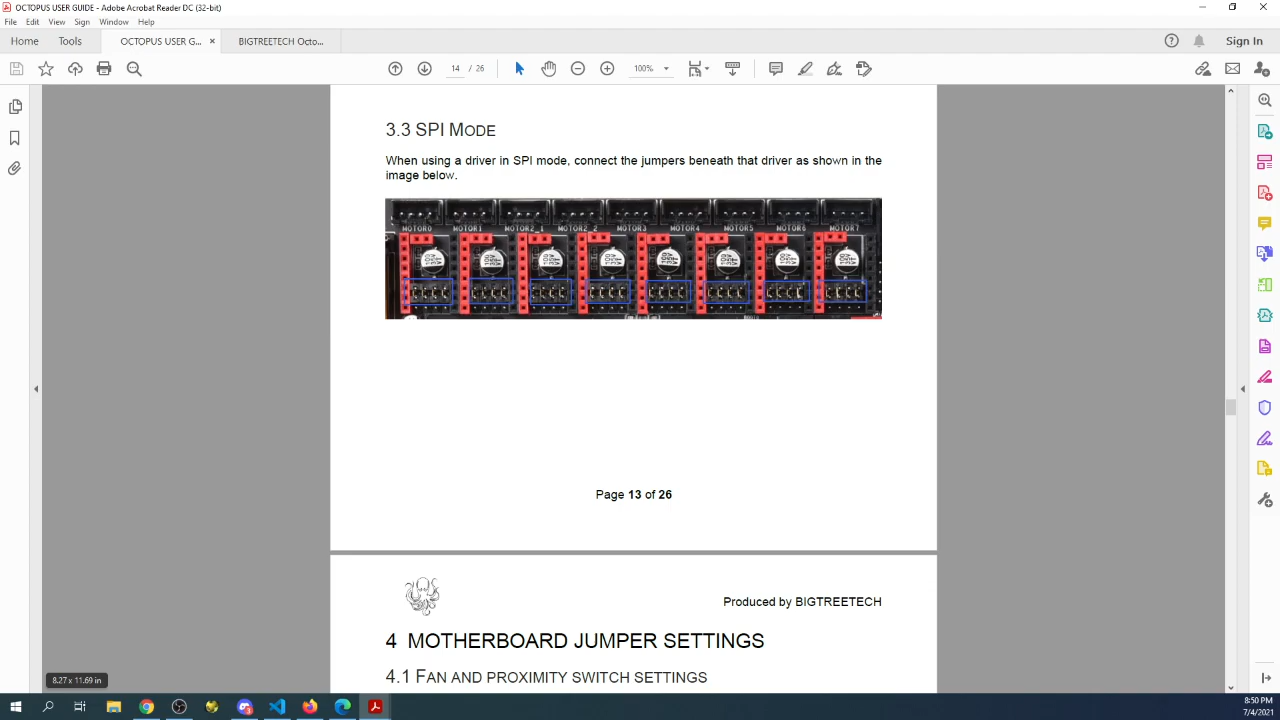 OCTOPUS USER GUIDE - Adobe Acrobat Reader DC (32-bit)
File Edit View Sign Window Help
Home Tools OCTOPUS USER G... × BIGTREETECH Octo... Sign In
14 / 26 100%
3.3 SPI MODE
When using a driver in SPI mode, connect the jumpers beneath that driver as shown in the
image below.
MOTOR0 MOTOR1 MOTOR2_1 MOTOR2_2 MOTOR3 MOTOR4 MOTOR5 MOTOR6 MOTOR7
Page 13 of 26
Produced by BIGTREETECH
4 MOTHERBOARD JUMPER SETTINGS
4.1 FAN AND PROXIMITY SWITCH SETTINGS
8.27 x 11.69 in
8:50 PM
7/4/2021